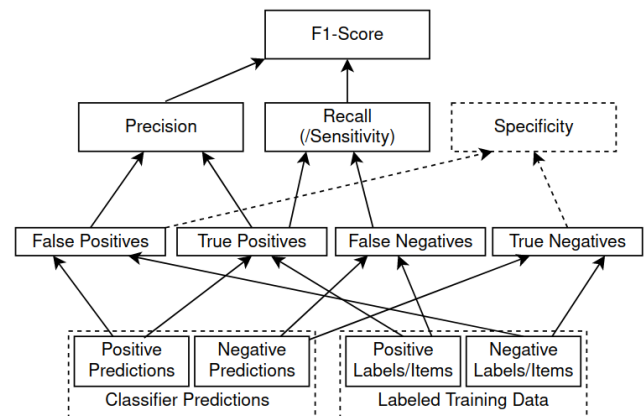 F1-Score
Precision
Recall
(/Sensitivity)
Specificity
False Positives
True Positives
False Negatives
True Negatives
Positive
Predictions
Negative
Predictions
Classifier Predictions
Positive
Labels/Items
Negative
Labels/Items
Labeled Training Data